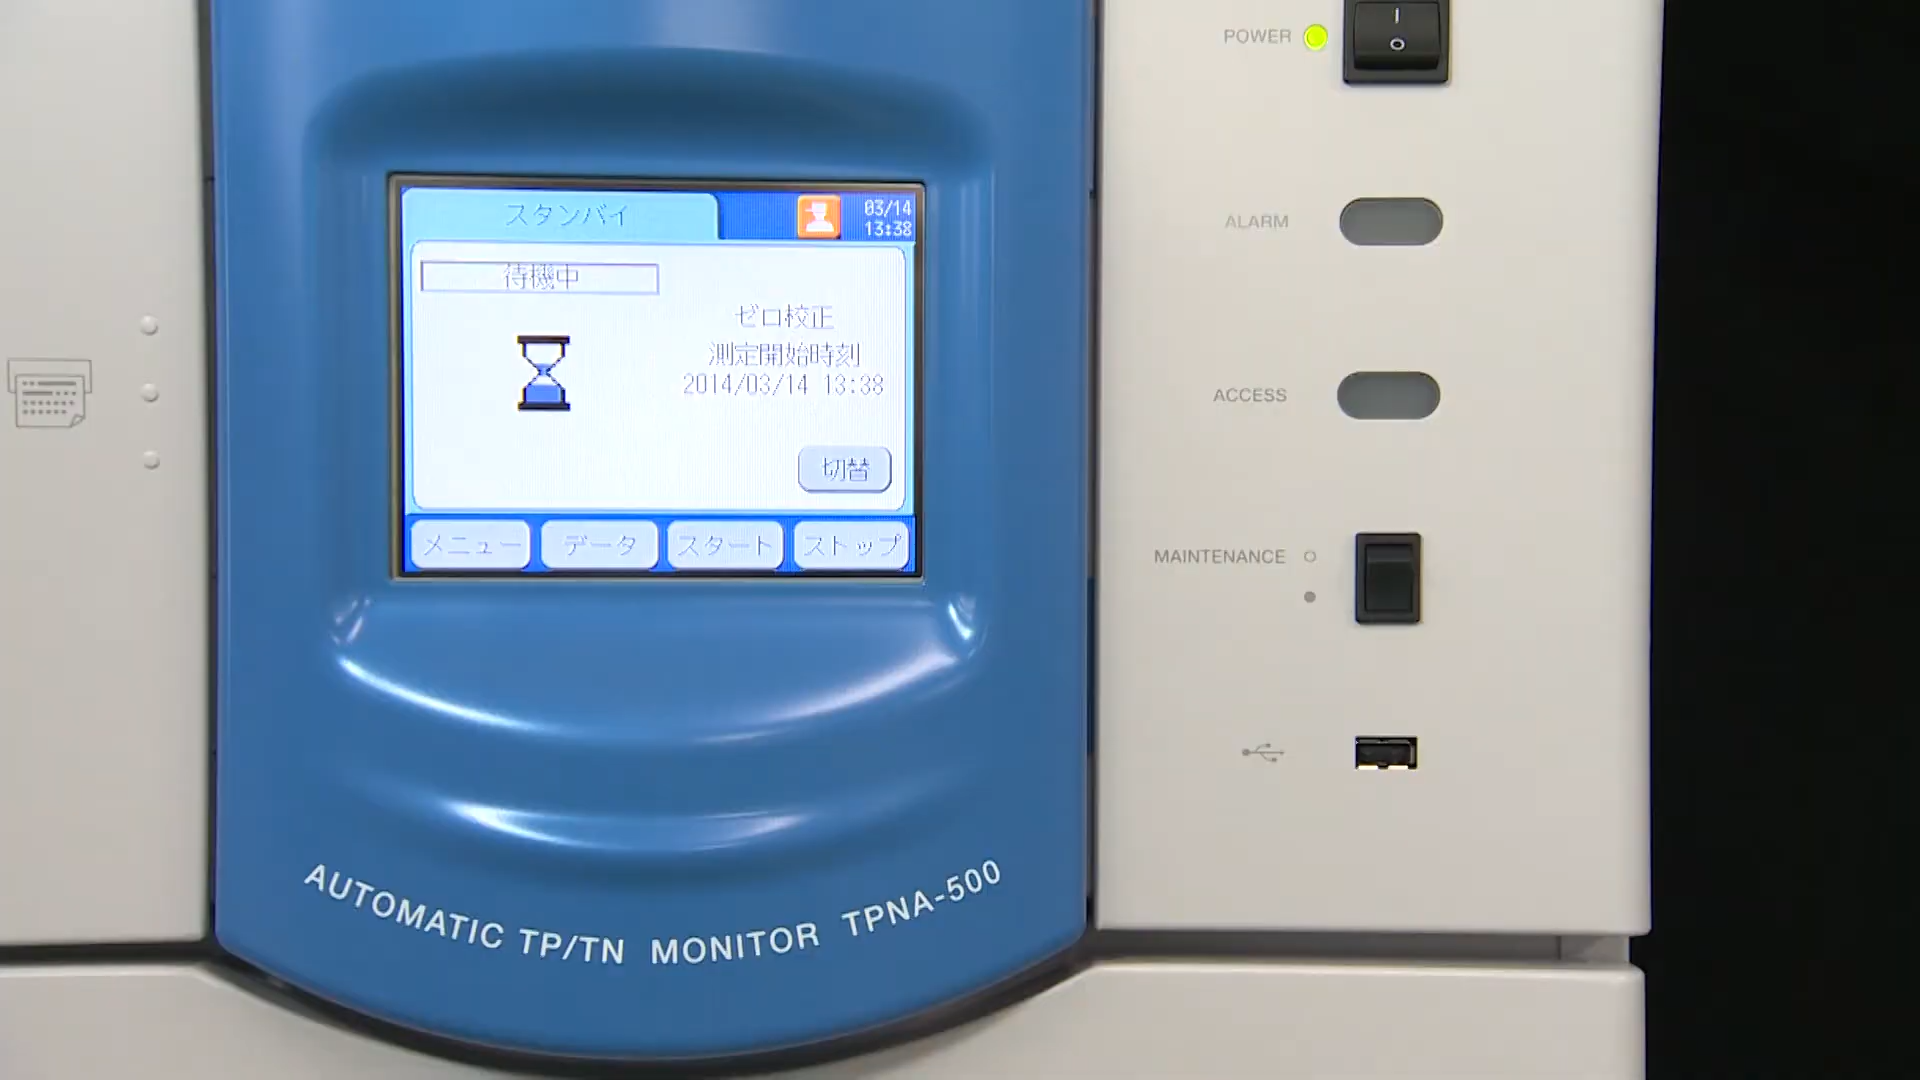 POWER
I
O
スタンバイ
03/14
13:38
ALARM
待機中
ゼロ校正
測定開始時刻
2014/03/14 13:38
ACCESS
切替
メニュー データ スタート ストップ
MAINTENANCE
AUTOMATIC TP/TN MONITOR TPNA-500